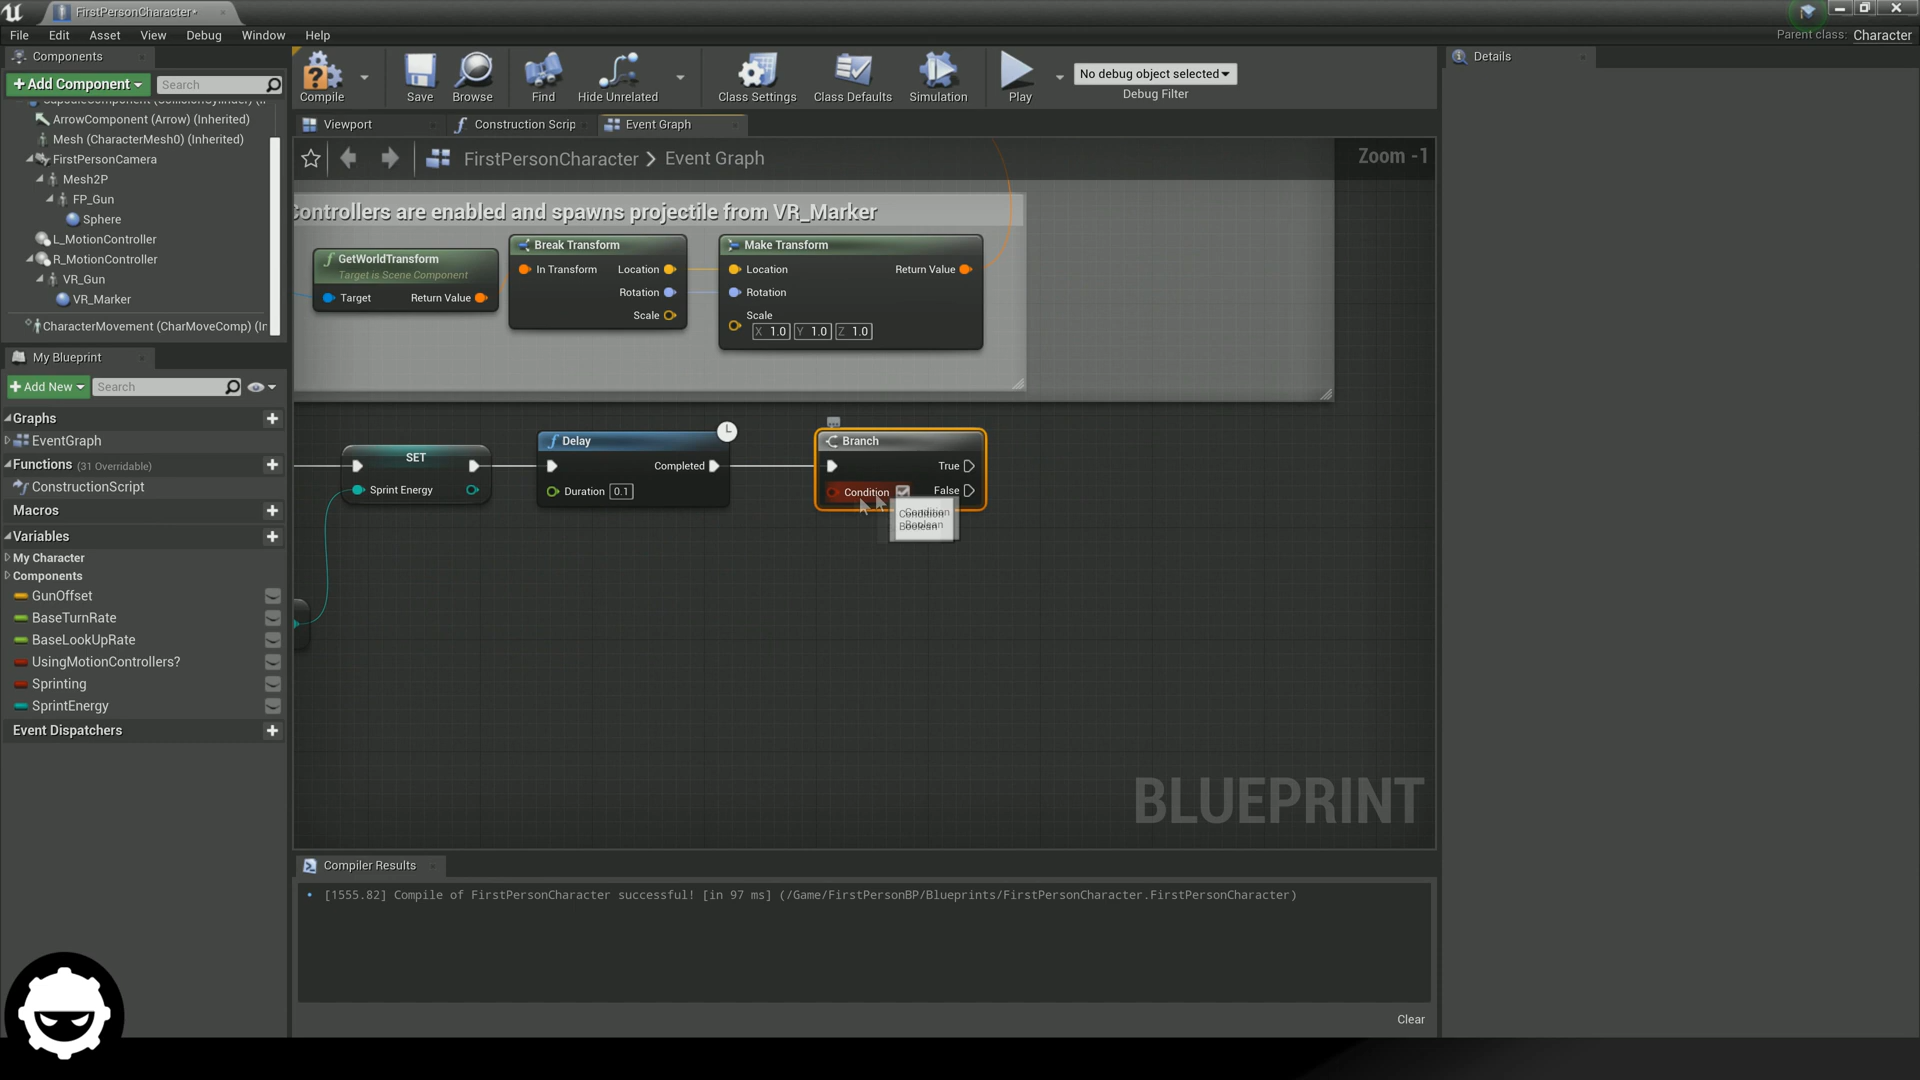 FirstPersonCharacter*
File Edit Asset View Debug Window Help
Parent class: Character
Components
+ Add Component
Search
ArrowComponent (Arrow) (Inherited)
Mesh (CharacterMesh0) (Inherited)
FirstPersonCamera
Mesh2P
FP_Gun
Sphere
L_MotionController
R_MotionController
VR_Gun
VR_Marker
CharacterMovement (CharMoveComp) (In
My Blueprint
+ Add New
Search
Graphs
EventGraph
Functions (31 Overridable)
ConstructionScript
Macros
Variables
My Character
Components
GunOffset
BaseTurnRate
BaseLookUpRate
UsingMotionControllers?
Sprinting
SprintEnergy
Event Dispatchers
Compile
Save
Browse
Find
Hide Unrelated
Class Settings
Class Defaults
Simulation
Play
No debug object selected
Debug Filter
Viewport
Construction Scrip
Event Graph
FirstPersonCharacter > Event Graph
Zoom -1
Controllers are enabled and spawns projectile from VR_Marker
GetWorldTransform
Target is Scene Component
Target Return Value
Break Transform
In Transform Location
Rotation
Scale
Make Transform
Location Return Value
Rotation
Scale
X 1.0 Y 1.0 Z 1.0
SET
Sprint Energy
Delay
Completed
Duration 0.1
Branch
True
Condition False
Condition
Boolean
BLUEPRINT
Compiler Results
[1555.82] Compile of FirstPersonCharacter successful! [in 97 ms] (/Game/FirstPersonBP/Blueprints/FirstPersonCharacter.FirstPersonCharacter)
Clear
Details